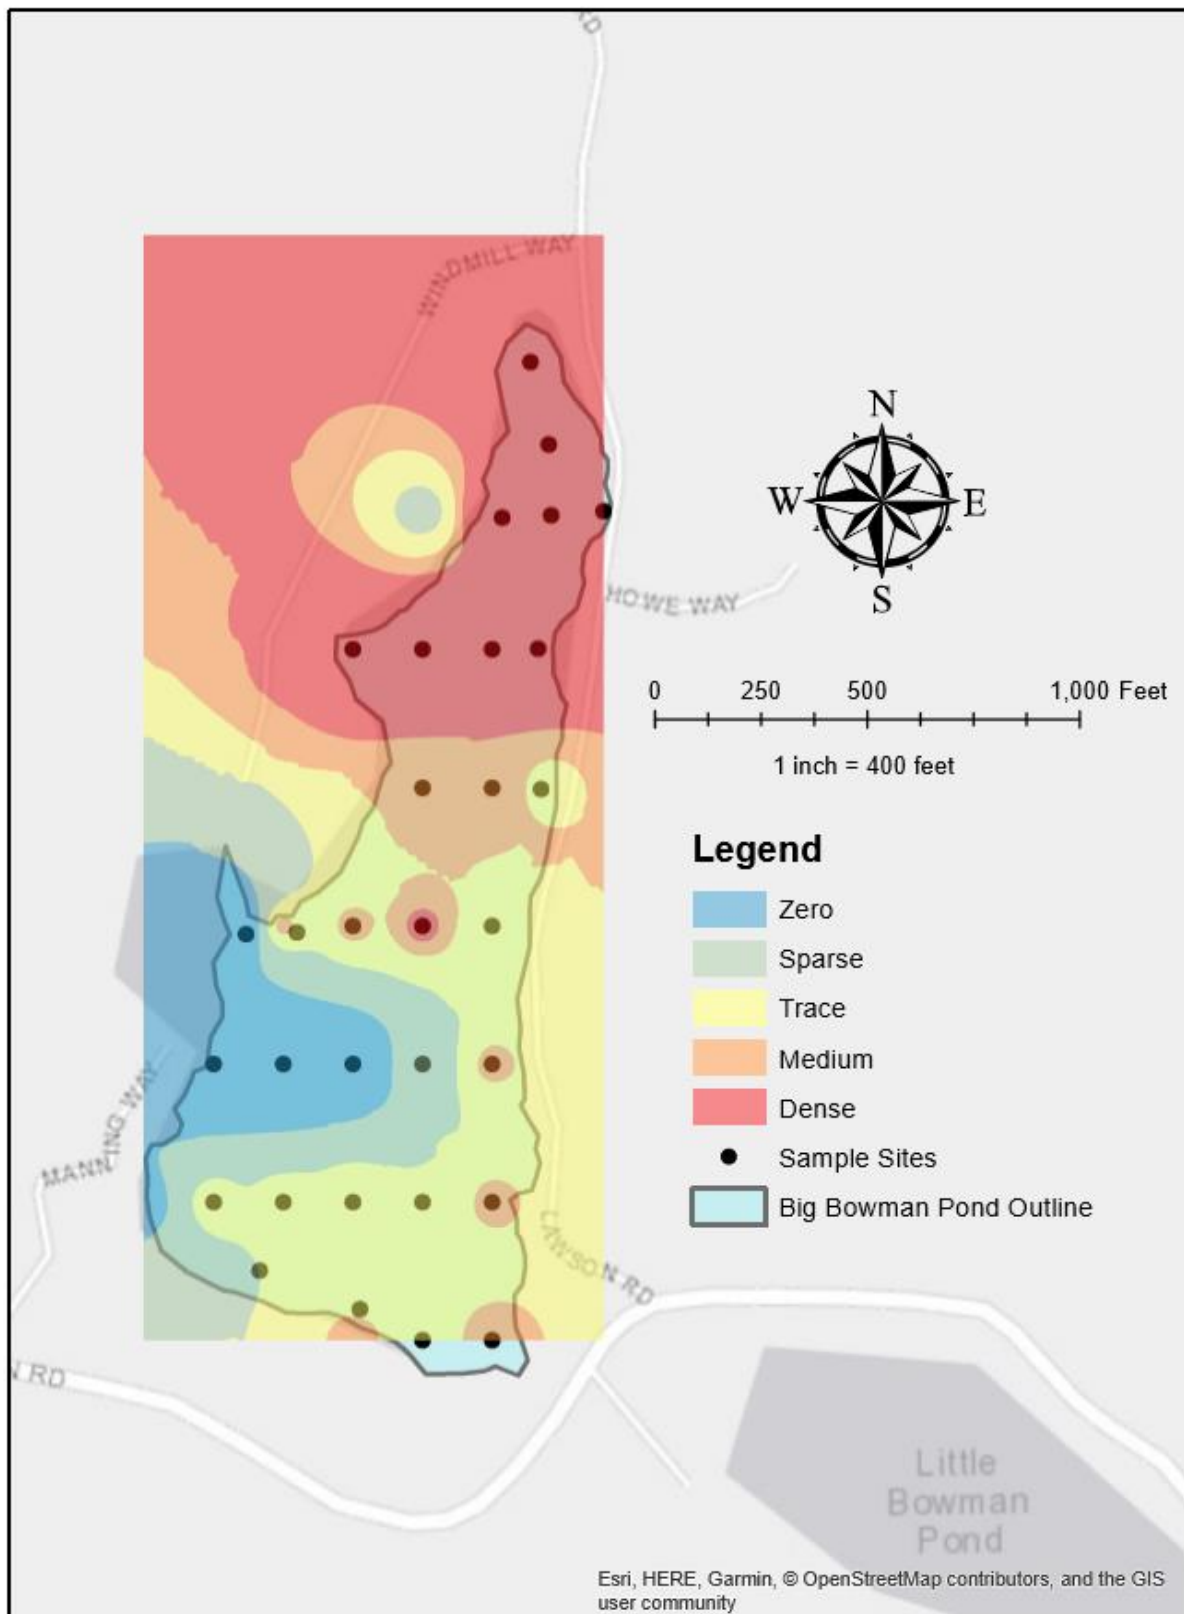 RD
WINDMILL WAY
N
W
E
S
HOWE WAY
0 250 500 1,000 Feet
1 inch = 400 feet
Legend
Zero
Sparse
Trace
Medium
Dense
Sample Sites
Big Bowman Pond Outline
MANNING WAY
LAWSON RD
N RD
Little
Bowman
Pond
Esri, HERE, Garmin, © OpenStreetMap contributors, and the GIS
user community